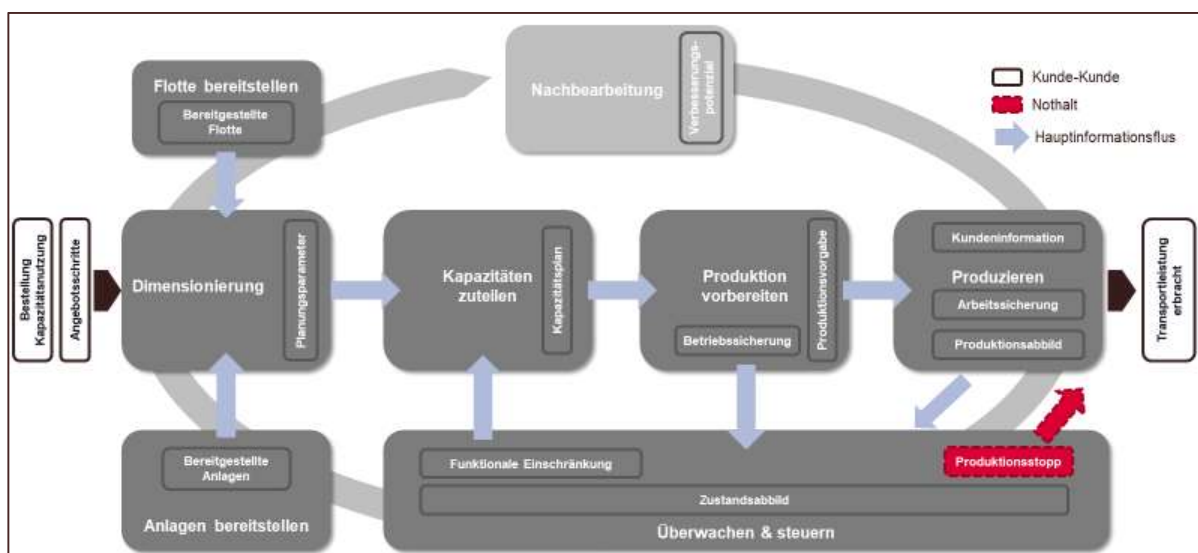 Flotte bereitstellen
Bereitgestellte
Flotte
Nachbearbeitung
Verbesserungs-
potenzial
Kunde-Kunde
Nothalt
Hauptinformationsflus
Bestellung
Kapazitätsnutzung
Angebotsschritte
Dimensionierung
Planungsparameter
Kapazitäten
zuteilen
Kapazitätsplan
Produktion
vorbereiten
Betriebssicherung
Produktionsvorgabe
Kundeninformation
Produzieren
Arbeitssicherung
Produktionsabbild
Transportleistung
erbracht
Bereitgestellte
Anlagen
Anlagen bereitstellen
Funktionale Einschränkung
Produktionsstopp
Zustandsabbild
Überwachen & steuern